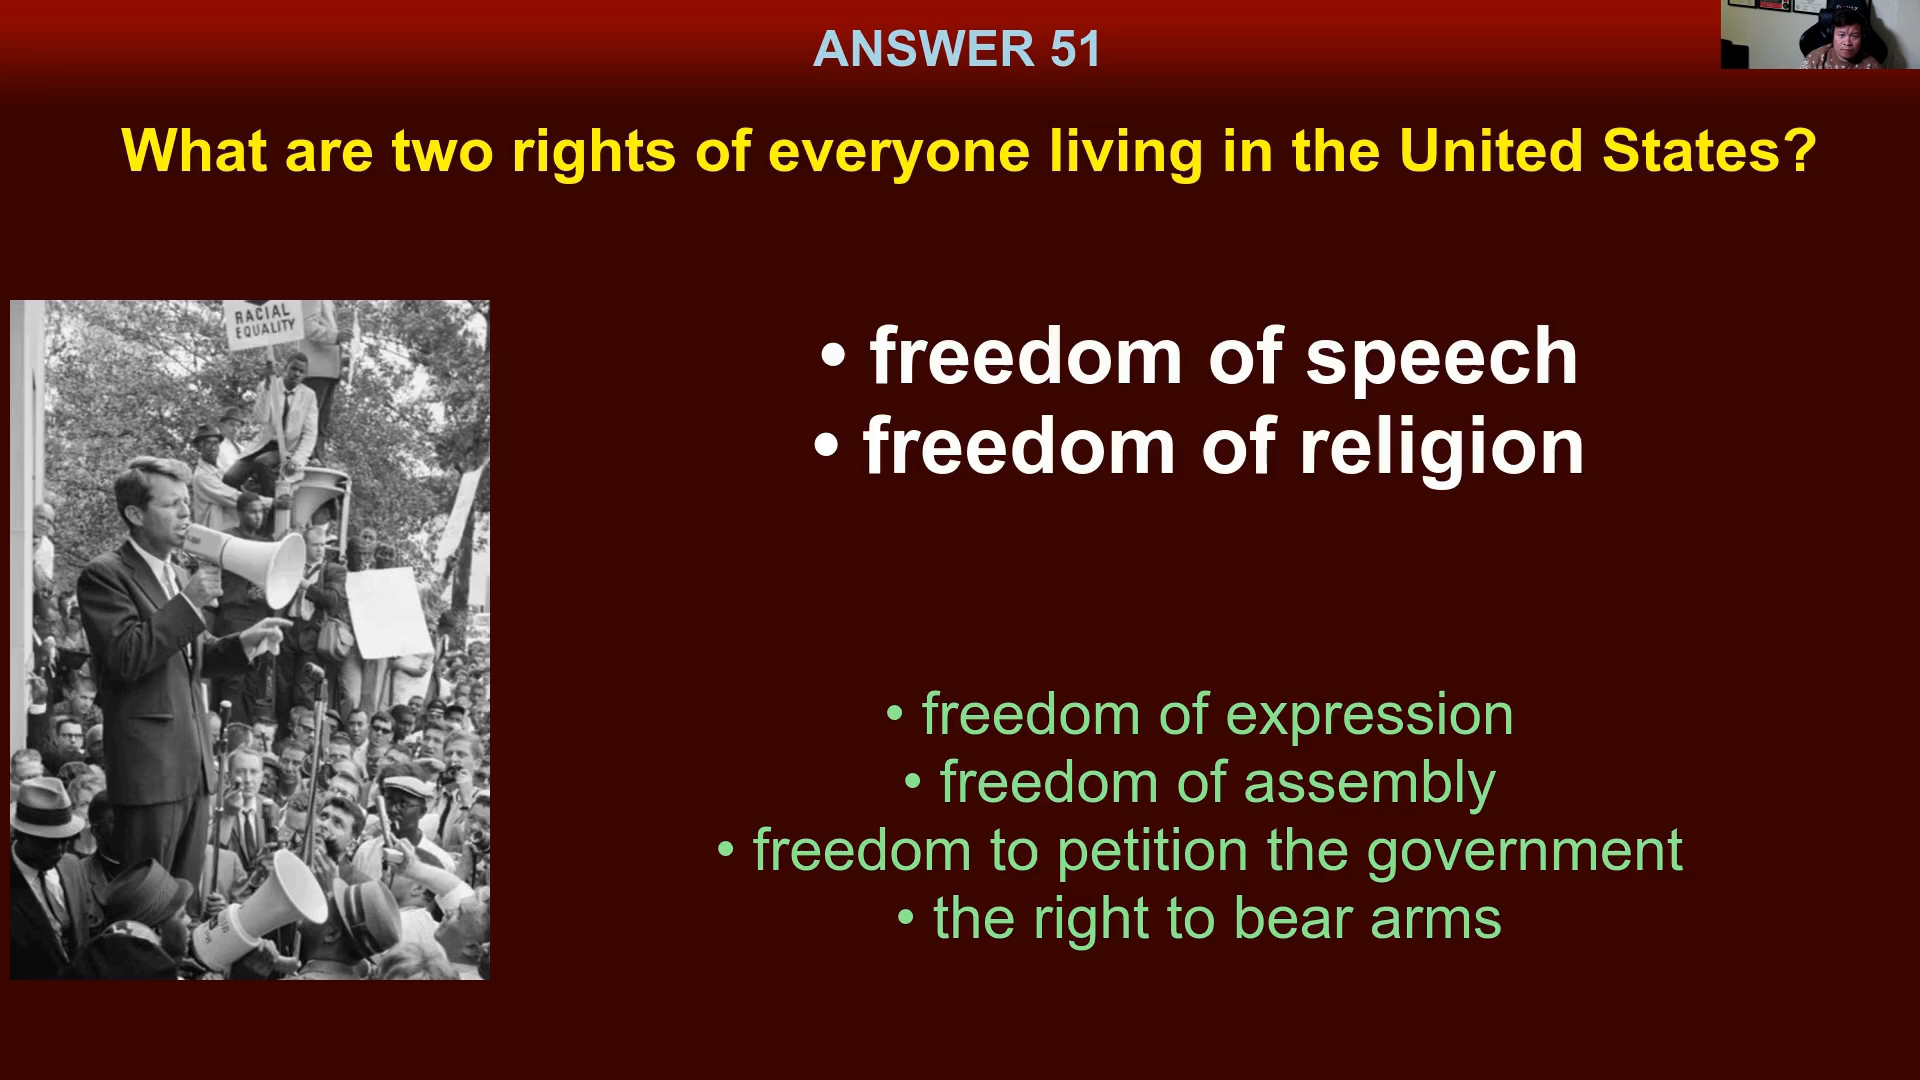 ANSWER 51
What are two rights of everyone living in the United States?
RACIAL
EQUALITY
• freedom of speech
• freedom of religion
• freedom of expression
• freedom of assembly
• freedom to petition the government
• the right to bear arms